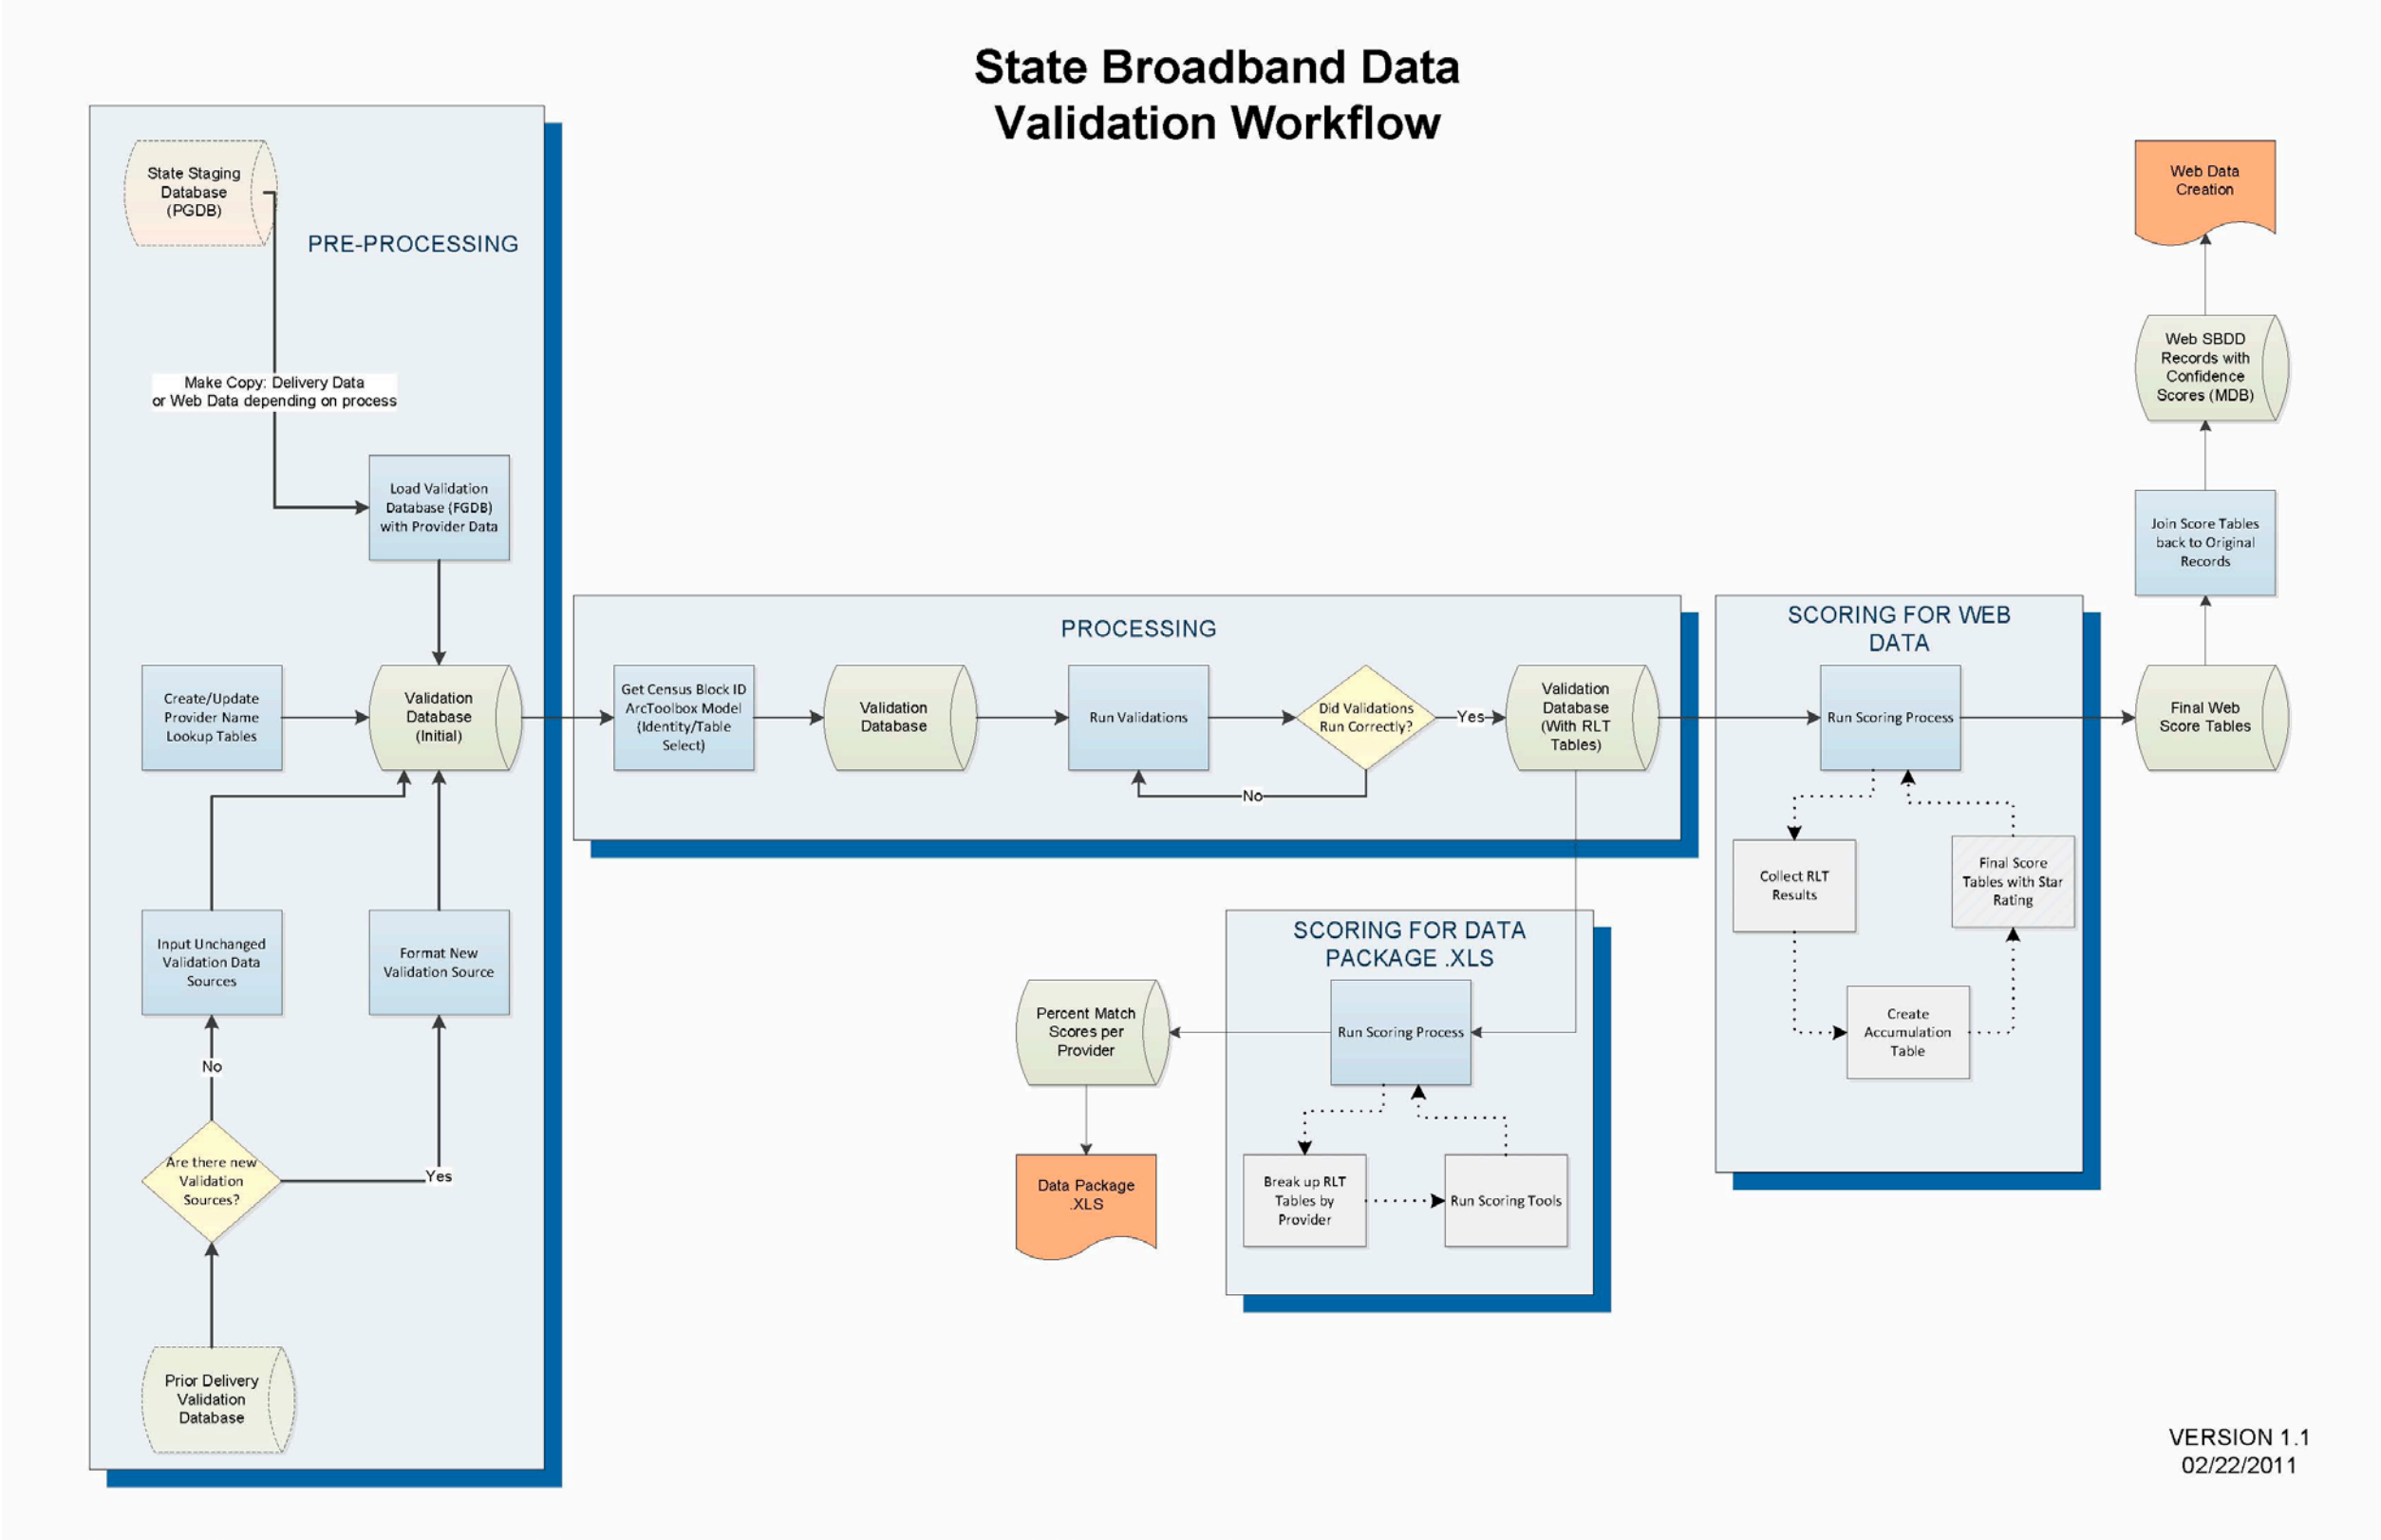 State Broadband Data
Validation Workflow
State Staging
Database
(PGDB)
PRE-PROCESSING
Make Copy: Delivery Data
or Web Data depending on process
Load Validation
Database (FGDB)
with Provider Data
Create/Update
Provider Name
Lookup Tables
Validation
Database
(Initial)
Input Unchanged
Validation Data
Sources
Format New
Validation Source
No
Yes
Are there new
Validation
Sources?
Prior Delivery
Validation
Database
PROCESSING
Get Census Block ID
ArcToolbox Model
(Identity/Table
Select)
Validation
Database
Run Validations
Did Validations
Run Correctly?
Yes
No
Validation
Database
(With RLT
Tables)
SCORING FOR DATA
PACKAGE .XLS
Run Scoring Process
Percent Match
Scores per
Provider
Data Package
.XLS
Break up RLT
Tables by
Provider
Run Scoring Tools
SCORING FOR WEB
DATA
Run Scoring Process
Collect RLT
Results
Create
Accumulation
Table
Final Score
Tables with Star
Rating
Final Web
Score Tables
Join Score Tables
back to Original
Records
Web SBDD
Records with
Confidence
Scores (MDB)
Web Data
Creation
VERSION 1.1
02/22/2011